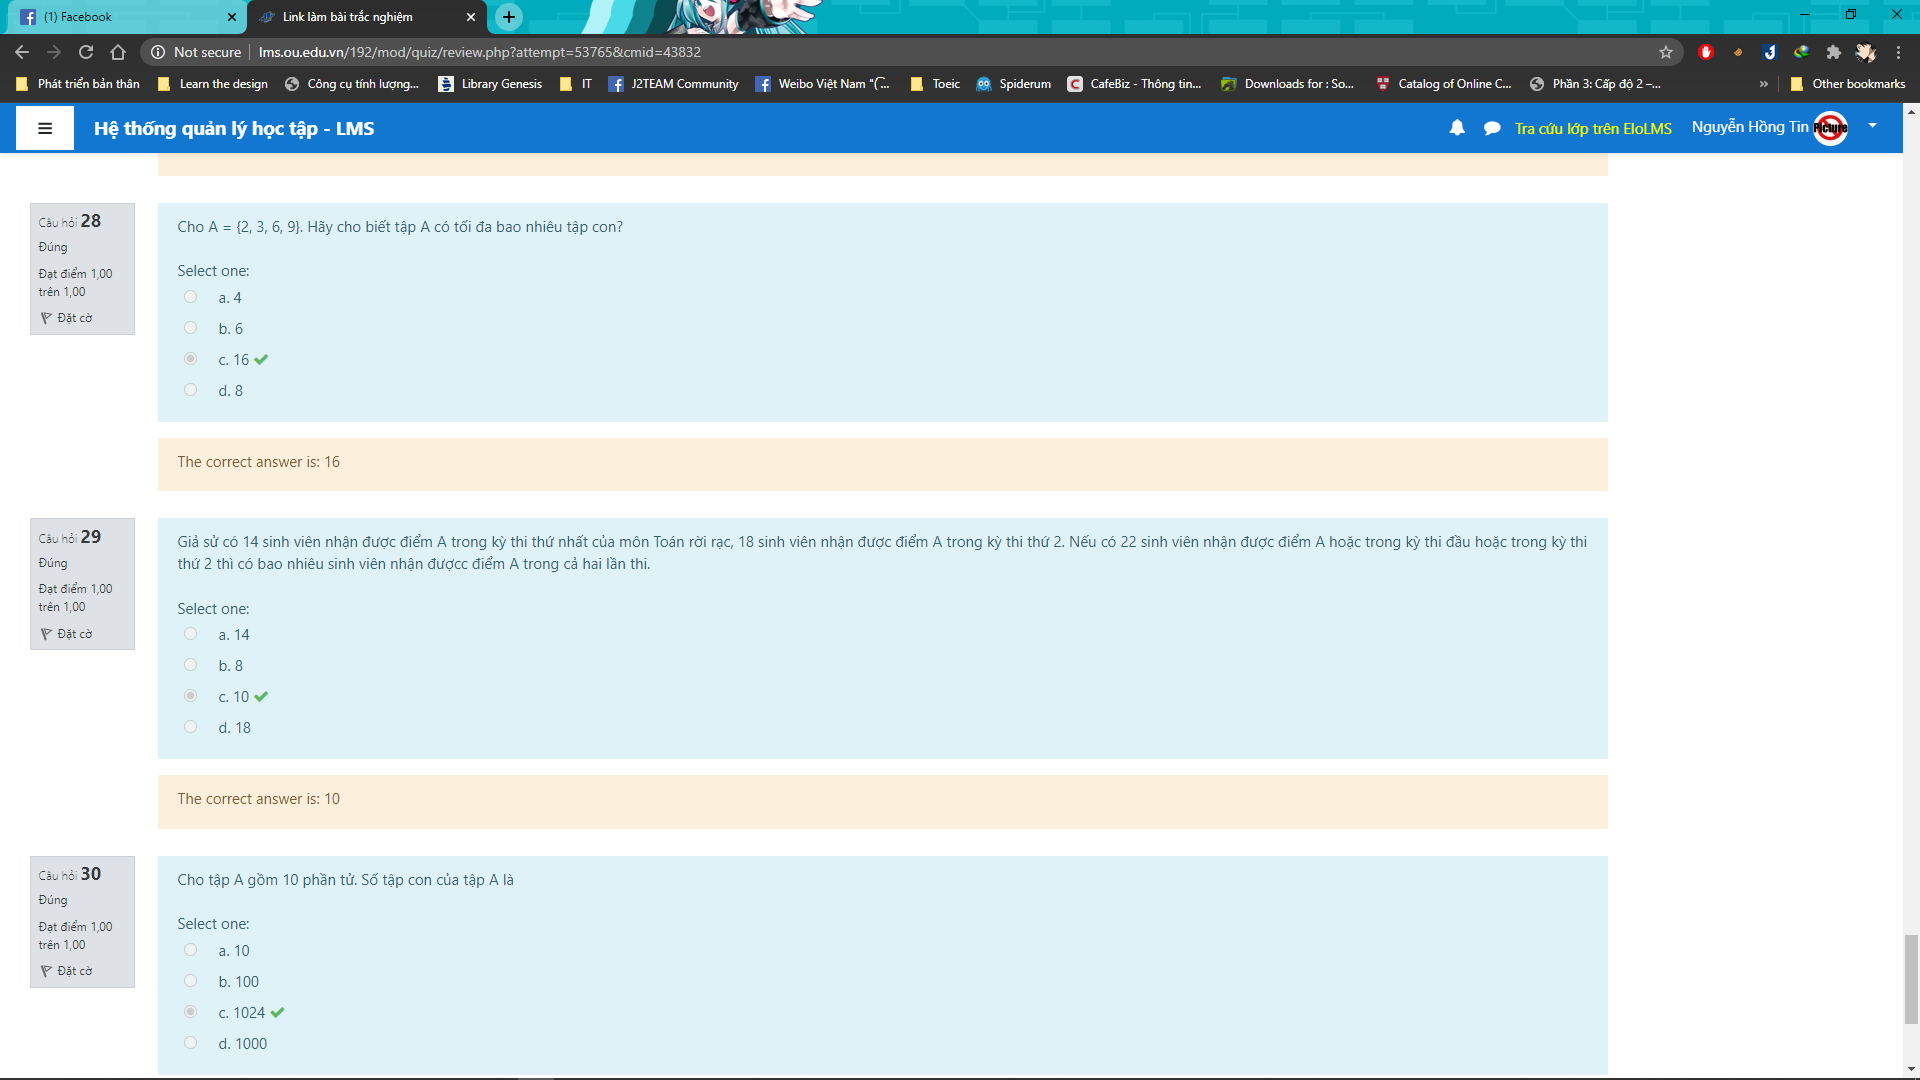 (1) Facebook
Link làm bài trắc nghiệm
Not secure
lms.ou.edu.vn/192/mod/quiz/review.php?attempt=53765&cmid=43832
Phát triển bản thân
Learn the design
Công cụ tính lượng...
Library Genesis
IT
J2TEAM Community
Weibo Việt Nam "(͡...
Toeic
Spiderum
CafeBiz - Thông tin...
Downloads for : So...
Catalog of Online C...
Phần 3: Cấp độ 2 –...
»
Other bookmarks
Hệ thống quản lý học tập - LMS
Tra cứu lớp trên EloLMS
Nguyễn Hồng Tin
Picture
Câu hỏi 28
Đúng
Đạt điểm 1,00
trên 1,00
Đặt cờ
Cho A = {2, 3, 6, 9}. Hãy cho biết tập A có tối đa bao nhiêu tập con?
Select one:
a. 4
b. 6
c. 16
d. 8
The correct answer is: 16
Câu hỏi 29
Đúng
Đạt điểm 1,00
trên 1,00
Đặt cờ
Giả sử có 14 sinh viên nhận được điểm A trong kỳ thi thứ nhất của môn Toán rời rạc, 18 sinh viên nhận được điểm A trong kỳ thi thứ 2. Nếu có 22 sinh viên nhận được điểm A hoặc trong kỳ thi đầu hoặc trong kỳ thi
thứ 2 thì có bao nhiêu sinh viên nhận đượcc điểm A trong cả hai lần thi.
Select one:
a. 14
b. 8
c. 10
d. 18
The correct answer is: 10
Câu hỏi 30
Đúng
Đạt điểm 1,00
trên 1,00
Đặt cờ
Cho tập A gồm 10 phần tử. Số tập con của tập A là
Select one:
a. 10
b. 100
c. 1024
d. 1000